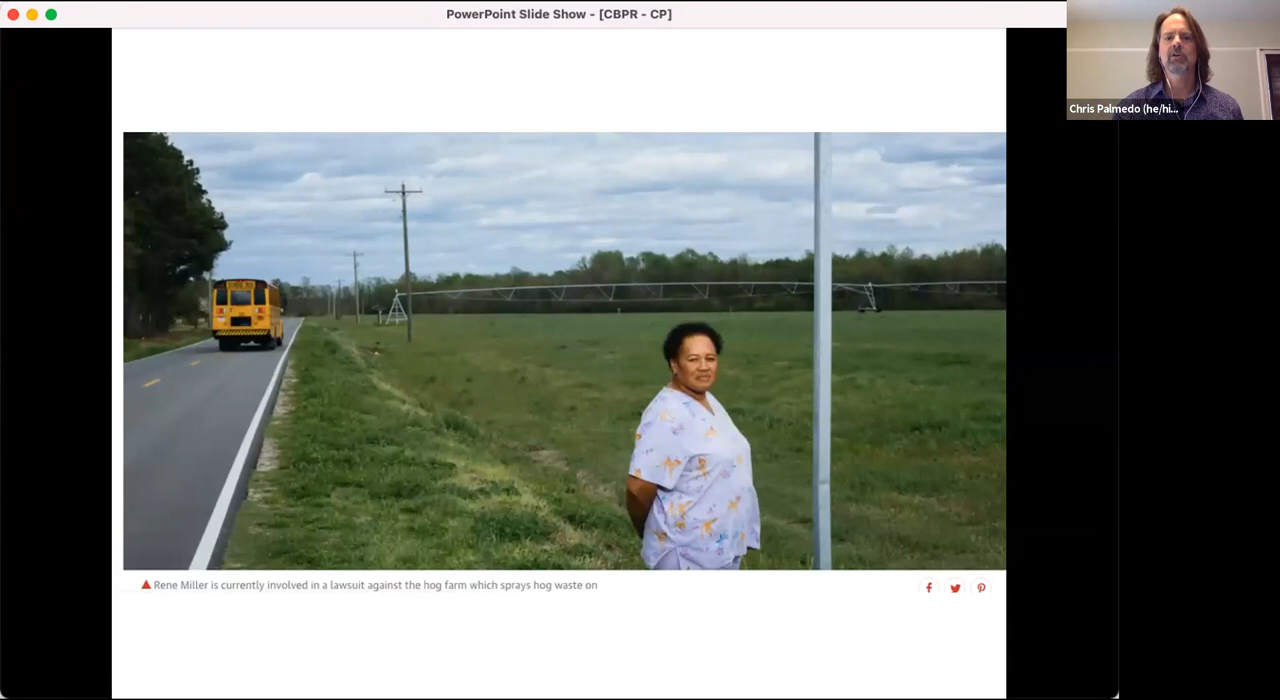 PowerPoint Slide Show - [CBPR - CP]
Chris Palmedo (he/hi...
Rene Miller is currently involved in a lawsuit against the hog farm which sprays hog waste on